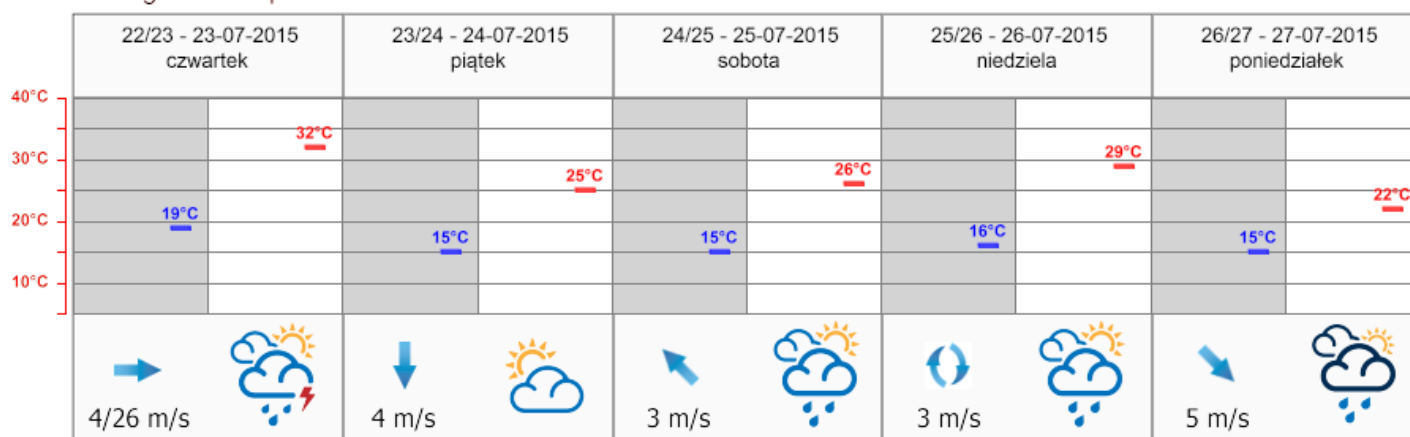 22/23 - 23-07-2015
czwartek
23/24 - 24-07-2015
piątek
24/25 - 25-07-2015
sobota
25/26 - 26-07-2015
niedziela
26/27 - 27-07-2015
poniedziałek
40°C
30°C
20°C
10°C
32°C
19°C
25°C
15°C
26°C
15°C
29°C
16°C
22°C
15°C
4/26 m/s
4 m/s
3 m/s
3 m/s
5 m/s